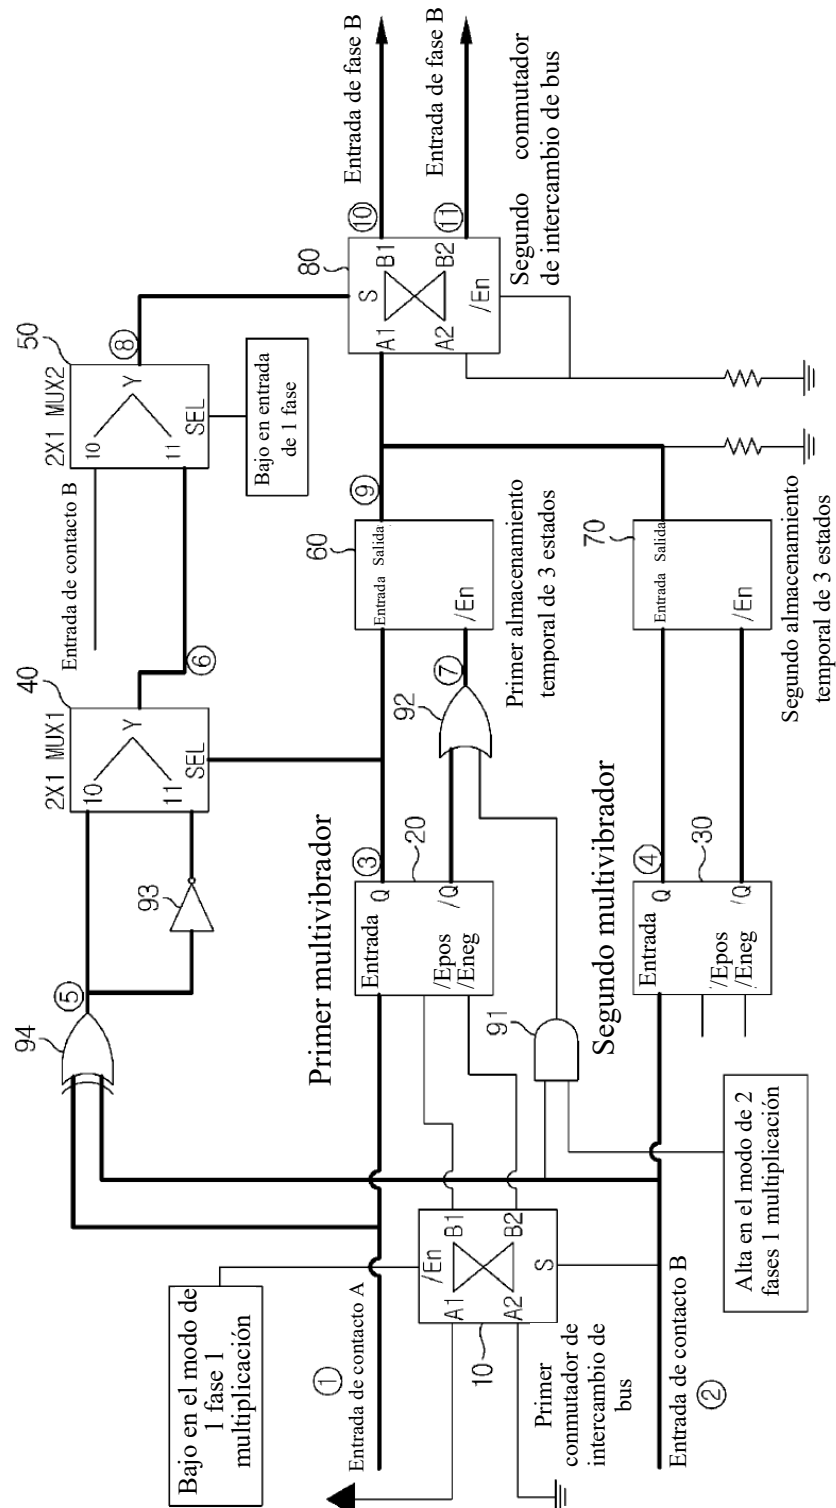 Bajo en el modo de
1 fase 1
multiplicación
①
Entrada de contacto A
/En
A1
B1
A2
B2
S
10
Primer
conmutador de
intercambio de
bus
Entrada de contacto B
②
Alta en el modo de 2
fases 1 multiplicación
94
⑤
93
2X1 MUX1
40
10
11
Y
SEL
⑥
Entrada de contacto B
2X1 MUX2
50
10
11
Y
SEL
Bajo en entrada
de 1 fase
⑧
Primer multivibrador
Entrada
Q
/Epos
/Eneg
/Q
③
20
91
92
⑦
Segundo multivibrador
Entrada
Q
/Epos
/Eneg
/Q
④
30
60
Entrada
Salida
/En
Primer almacenamiento
temporal de 3 estados
⑨
70
Entrada
Salida
/En
Segundo almacenamiento
temporal de 3 estados
80
S
A1
B1
A2
B2
/En
Segundo conmutador
de intercambio de bus
⑩
Entrada de fase B
⑪
Entrada de fase B